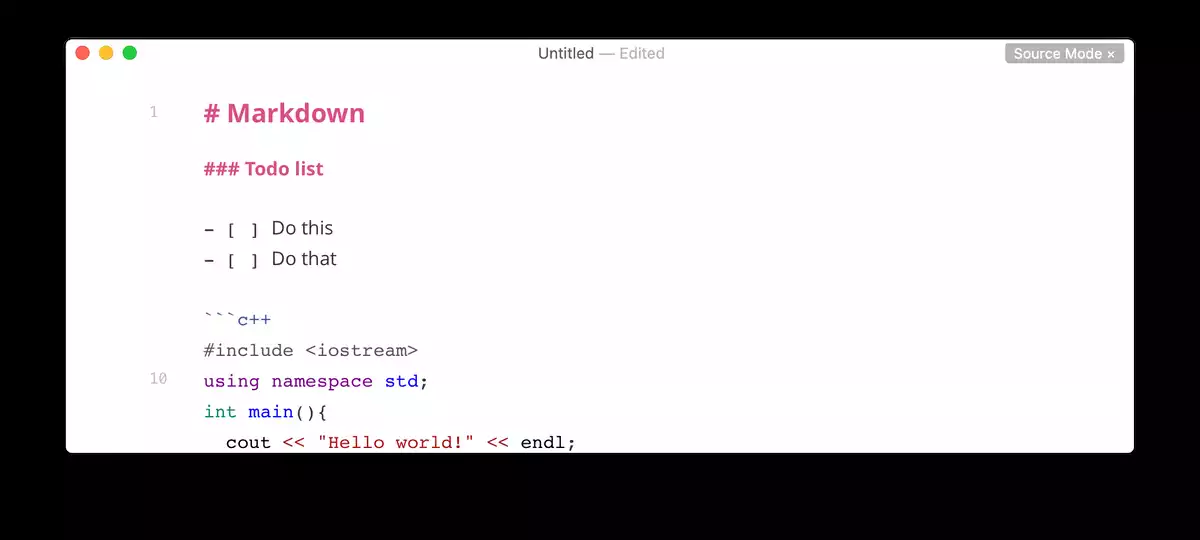 Untitled — Edited
Source Mode ×
1 # Markdown
### Todo list
- [ ] Do this
- [ ] Do that
```c++
#include <iostream>
10 using namespace std;
int main(){
  cout << "Hello world!" << endl;